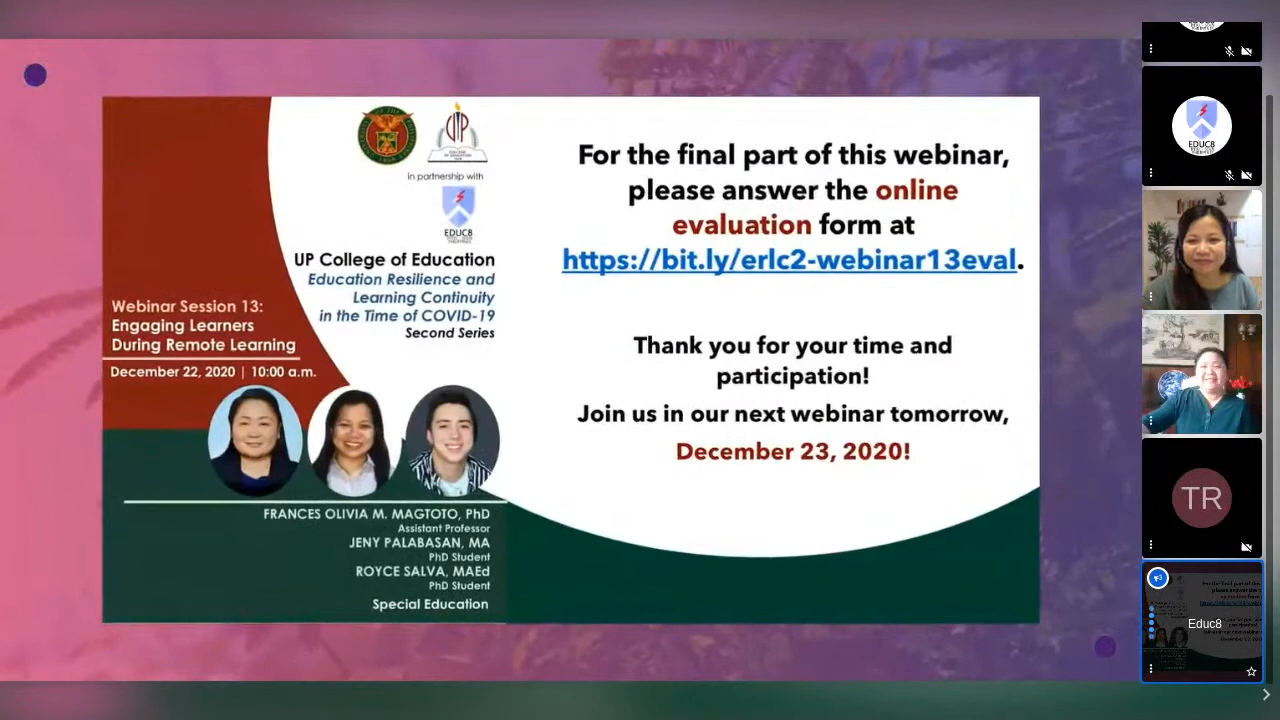 in partnership with
EDUC8
UP College of Education
Education Resilience and
Learning Continuity
in the Time of COVID-19
Second Series
Webinar Session 13:
Engaging Learners
During Remote Learning
December 22, 2020 | 10:00 a.m.
FRANCES OLIVIA M. MAGTOTO, PhD
Assistant Professor
JENY PALABASAN, MA
PhD Student
ROYCE SALVA, MAEd
PhD Student
Special Education
For the final part of this webinar,
please answer the online
evaluation form at
https://bit.ly/erlc2-webinar13eval.
Thank you for your time and
participation!
Join us in our next webinar tomorrow,
December 23, 2020!
EDUC8
TR
Educ8